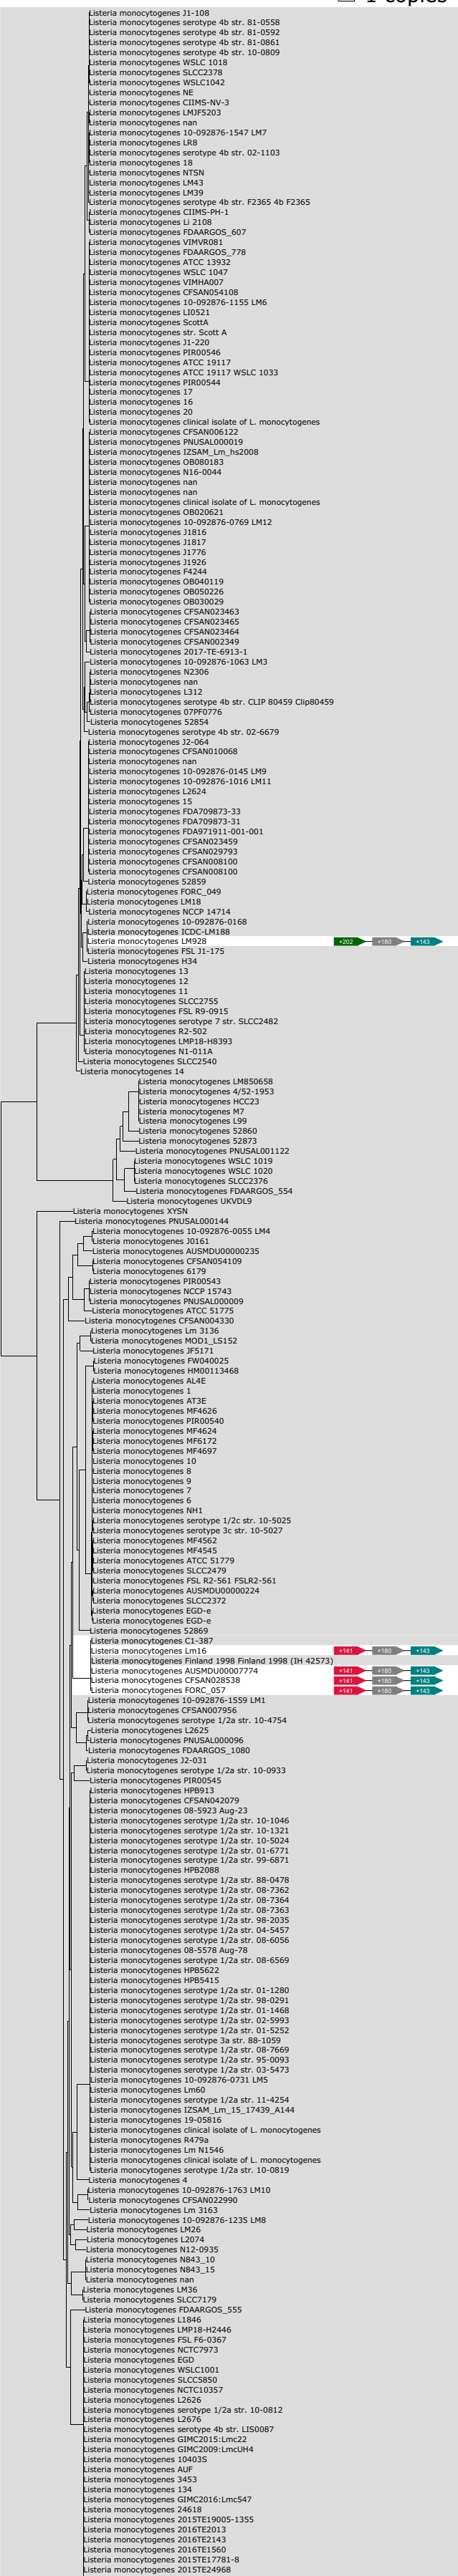 1 copies
Listeria monocytogenes J1-108
Listeria monocytogenes serotype 4b str. 81-0558
Listeria monocytogenes serotype 4b str. 81-0592
Listeria monocytogenes serotype 4b str. 81-0861
Listeria monocytogenes serotype 4b str. 10-0809
Listeria monocytogenes WSLC 1018
Listeria monocytogenes SLCC2378
Listeria monocytogenes WSLC1042
Listeria monocytogenes NE
Listeria monocytogenes CIIMS-NV-3
Listeria monocytogenes LMJF5203
Listeria monocytogenes nan
Listeria monocytogenes 10-092876-1547 LM7
Listeria monocytogenes LR8
Listeria monocytogenes serotype 4b str. 02-1103
Listeria monocytogenes 18
Listeria monocytogenes NTSN
Listeria monocytogenes LM43
Listeria monocytogenes LM39
Listeria monocytogenes serotype 4b str. F2365 4b F2365
Listeria monocytogenes CIIMS-PH-1
Listeria monocytogenes Li 2108
Listeria monocytogenes FDAARGOS_607
Listeria monocytogenes VIMVR081
Listeria monocytogenes FDAARGOS_778
Listeria monocytogenes ATCC 13932
Listeria monocytogenes WSLC 1047
Listeria monocytogenes VIMHA007
Listeria monocytogenes CFSAN054108
Listeria monocytogenes 10-092876-1155 LM6
Listeria monocytogenes LI0521
Listeria monocytogenes ScottA
Listeria monocytogenes str. Scott A
Listeria monocytogenes J1-220
Listeria monocytogenes PIR00546
Listeria monocytogenes ATCC 19117
Listeria monocytogenes ATCC 19117 WSLC 1033
Listeria monocytogenes PIR00544
Listeria monocytogenes 17
Listeria monocytogenes 16
Listeria monocytogenes 20
Listeria monocytogenes clinical isolate of L. monocytogenes
Listeria monocytogenes CFSAN006122
Listeria monocytogenes PNUSAL000019
Listeria monocytogenes IZSAM_Lm_hs2008
Listeria monocytogenes OB080183
Listeria monocytogenes N16-0044
Listeria monocytogenes nan
Listeria monocytogenes nan
Listeria monocytogenes clinical isolate of L. monocytogenes
Listeria monocytogenes OB020621
Listeria monocytogenes 10-092876-0769 LM12
Listeria monocytogenes J1816
Listeria monocytogenes J1817
Listeria monocytogenes J1776
Listeria monocytogenes J1926
Listeria monocytogenes F4244
Listeria monocytogenes OB040119
Listeria monocytogenes OB050226
Listeria monocytogenes OB030029
Listeria monocytogenes CFSAN023463
Listeria monocytogenes CFSAN023465
Listeria monocytogenes CFSAN023464
Listeria monocytogenes CFSAN002349
Listeria monocytogenes 2017-TE-6913-1
Listeria monocytogenes 10-092876-1063 LM3
Listeria monocytogenes N2306
Listeria monocytogenes nan
Listeria monocytogenes L312
Listeria monocytogenes serotype 4b str. CLIP 80459 Clip80459
Listeria monocytogenes 07PF0776
Listeria monocytogenes 52854
Listeria monocytogenes serotype 4b str. 02-6679
Listeria monocytogenes J2-064
Listeria monocytogenes CFSAN010068
Listeria monocytogenes nan
Listeria monocytogenes 10-092876-0145 LM9
Listeria monocytogenes 10-092876-1016 LM11
Listeria monocytogenes L2624
Listeria monocytogenes 15
Listeria monocytogenes FDA709873-33
Listeria monocytogenes FDA709873-31
Listeria monocytogenes FDA971911-001-001
Listeria monocytogenes CFSAN023459
Listeria monocytogenes CFSAN029793
Listeria monocytogenes CFSAN008100
Listeria monocytogenes CFSAN008100
Listeria monocytogenes 52859
Listeria monocytogenes FORC_049
Listeria monocytogenes LM18
Listeria monocytogenes NCCP 14714
Listeria monocytogenes 10-092876-0168
Listeria monocytogenes ICDC-LM188
Listeria monocytogenes LM928 +202 +180 +143
Listeria monocytogenes FSL J1-175
Listeria monocytogenes H34
Listeria monocytogenes 13
Listeria monocytogenes 12
Listeria monocytogenes 11
Listeria monocytogenes SLCC2755
Listeria monocytogenes FSL R9-0915
Listeria monocytogenes serotype 7 str. SLCC2482
Listeria monocytogenes R2-502
Listeria monocytogenes LMP18-H8393
Listeria monocytogenes N1-011A
Listeria monocytogenes SLCC2540
Listeria monocytogenes 14
Listeria monocytogenes LM850658
Listeria monocytogenes 4/52-1953
Listeria monocytogenes HCC23
Listeria monocytogenes M7
Listeria monocytogenes L99
Listeria monocytogenes 52860
Listeria monocytogenes 52873
Listeria monocytogenes PNUSAL001122
Listeria monocytogenes WSLC 1019
Listeria monocytogenes WSLC 1020
Listeria monocytogenes SLCC2376
Listeria monocytogenes FDAARGOS_554
Listeria monocytogenes UKVDL9
Listeria monocytogenes XYSN
Listeria monocytogenes PNUSAL000144
Listeria monocytogenes 10-092876-0055 LM4
Listeria monocytogenes J0161
Listeria monocytogenes AUSMDU00000235
Listeria monocytogenes CFSAN054109
Listeria monocytogenes 6179
Listeria monocytogenes PIR00543
Listeria monocytogenes NCCP 15743
Listeria monocytogenes PNUSAL000009
Listeria monocytogenes ATCC 51775
Listeria monocytogenes CFSAN004330
Listeria monocytogenes Lm 3136
Listeria monocytogenes MOD1_LS152
Listeria monocytogenes JF5171
Listeria monocytogenes FW040025
Listeria monocytogenes HM00113468
Listeria monocytogenes AL4E
Listeria monocytogenes 1
Listeria monocytogenes AT3E
Listeria monocytogenes MF4626
Listeria monocytogenes PIR00540
Listeria monocytogenes MF4624
Listeria monocytogenes MF6172
Listeria monocytogenes MF4697
Listeria monocytogenes 10
Listeria monocytogenes 8
Listeria monocytogenes 9
Listeria monocytogenes 7
Listeria monocytogenes 6
Listeria monocytogenes NH1
Listeria monocytogenes serotype 1/2c str. 10-5025
Listeria monocytogenes serotype 3c str. 10-5027
Listeria monocytogenes MF4562
Listeria monocytogenes MF4545
Listeria monocytogenes ATCC 51779
Listeria monocytogenes SLCC2479
Listeria monocytogenes FSL R2-561 FSLR2-561
Listeria monocytogenes AUSMDU00000224
Listeria monocytogenes SLCC2372
Listeria monocytogenes EGD-e
Listeria monocytogenes EGD-e
Listeria monocytogenes 52869
Listeria monocytogenes C1-387
Listeria monocytogenes Lm16 +141 +180 +143
Listeria monocytogenes Finland 1998 Finland 1998 (IH 42573)
Listeria monocytogenes AUSMDU00007774 +141 +180 +143
Listeria monocytogenes CFSAN028538 +141 +180 +143
Listeria monocytogenes FORC_057 +141 +180 +143
Listeria monocytogenes 10-092876-1559 LM1
Listeria monocytogenes CFSAN007956
Listeria monocytogenes serotype 1/2a str. 10-4754
Listeria monocytogenes L2625
Listeria monocytogenes PNUSAL000096
Listeria monocytogenes FDAARGOS_1080
Listeria monocytogenes J2-031
Listeria monocytogenes serotype 1/2a str. 10-0933
Listeria monocytogenes PIR00545
Listeria monocytogenes HPB913
Listeria monocytogenes CFSAN042079
Listeria monocytogenes 08-5923 Aug-23
Listeria monocytogenes serotype 1/2a str. 10-1046
Listeria monocytogenes serotype 1/2a str. 10-1321
Listeria monocytogenes serotype 1/2a str. 10-5024
Listeria monocytogenes serotype 1/2a str. 01-6771
Listeria monocytogenes serotype 1/2a str. 99-6871
Listeria monocytogenes HPB2088
Listeria monocytogenes serotype 1/2a str. 88-0478
Listeria monocytogenes serotype 1/2a str. 08-7362
Listeria monocytogenes serotype 1/2a str. 08-7364
Listeria monocytogenes serotype 1/2a str. 08-7363
Listeria monocytogenes serotype 1/2a str. 98-2035
Listeria monocytogenes serotype 1/2a str. 04-5457
Listeria monocytogenes serotype 1/2a str. 08-6056
Listeria monocytogenes 08-5578 Aug-78
Listeria monocytogenes serotype 1/2a str. 08-6569
Listeria monocytogenes HPB5622
Listeria monocytogenes HPB5415
Listeria monocytogenes serotype 1/2a str. 01-1280
Listeria monocytogenes serotype 1/2a str. 98-0291
Listeria monocytogenes serotype 1/2a str. 01-1468
Listeria monocytogenes serotype 1/2a str. 02-5993
Listeria monocytogenes serotype 1/2a str. 01-5252
Listeria monocytogenes serotype 3a str. 88-1059
Listeria monocytogenes serotype 1/2a str. 08-7669
Listeria monocytogenes serotype 1/2a str. 95-0093
Listeria monocytogenes serotype 1/2a str. 03-5473
Listeria monocytogenes 10-092876-0731 LM5
Listeria monocytogenes Lm60
Listeria monocytogenes serotype 1/2a str. 11-4254
Listeria monocytogenes IZSAM_Lm_15_17439_A144
Listeria monocytogenes 19-05816
Listeria monocytogenes clinical isolate of L. monocytogenes
Listeria monocytogenes R479a
Listeria monocytogenes Lm N1546
Listeria monocytogenes clinical isolate of L. monocytogenes
Listeria monocytogenes serotype 1/2a str. 10-0819
Listeria monocytogenes 4
Listeria monocytogenes 10-092876-1763 LM10
Listeria monocytogenes CFSAN022990
Listeria monocytogenes Lm 3163
Listeria monocytogenes 10-092876-1235 LM8
Listeria monocytogenes LM26
Listeria monocytogenes L2074
Listeria monocytogenes N12-0935
Listeria monocytogenes N843_10
Listeria monocytogenes N843_15
Listeria monocytogenes nan
Listeria monocytogenes LM36
Listeria monocytogenes SLCC7179
Listeria monocytogenes FDAARGOS_555
Listeria monocytogenes L1846
Listeria monocytogenes LMP18-H2446
Listeria monocytogenes FSL F6-0367
Listeria monocytogenes NCTC7973
Listeria monocytogenes EGD
Listeria monocytogenes WSLC1001
Listeria monocytogenes SLCC5850
Listeria monocytogenes NCTC10357
Listeria monocytogenes L2626
Listeria monocytogenes serotype 1/2a str. 10-0812
Listeria monocytogenes L2676
Listeria monocytogenes serotype 4b str. LIS0087
Listeria monocytogenes GIMC2015:Lmc22
Listeria monocytogenes GIMC2009:LmcUH4
Listeria monocytogenes 10403S
Listeria monocytogenes AUF
Listeria monocytogenes 3453
Listeria monocytogenes 134
Listeria monocytogenes GIMC2016:Lmc547
Listeria monocytogenes 24618
Listeria monocytogenes 2015TE19005-1355
Listeria monocytogenes 2016TE2013
Listeria monocytogenes 2016TE2143
Listeria monocytogenes 2016TE1560
Listeria monocytogenes 2015TE17781-8
Listeria monocytogenes 2015TE24968